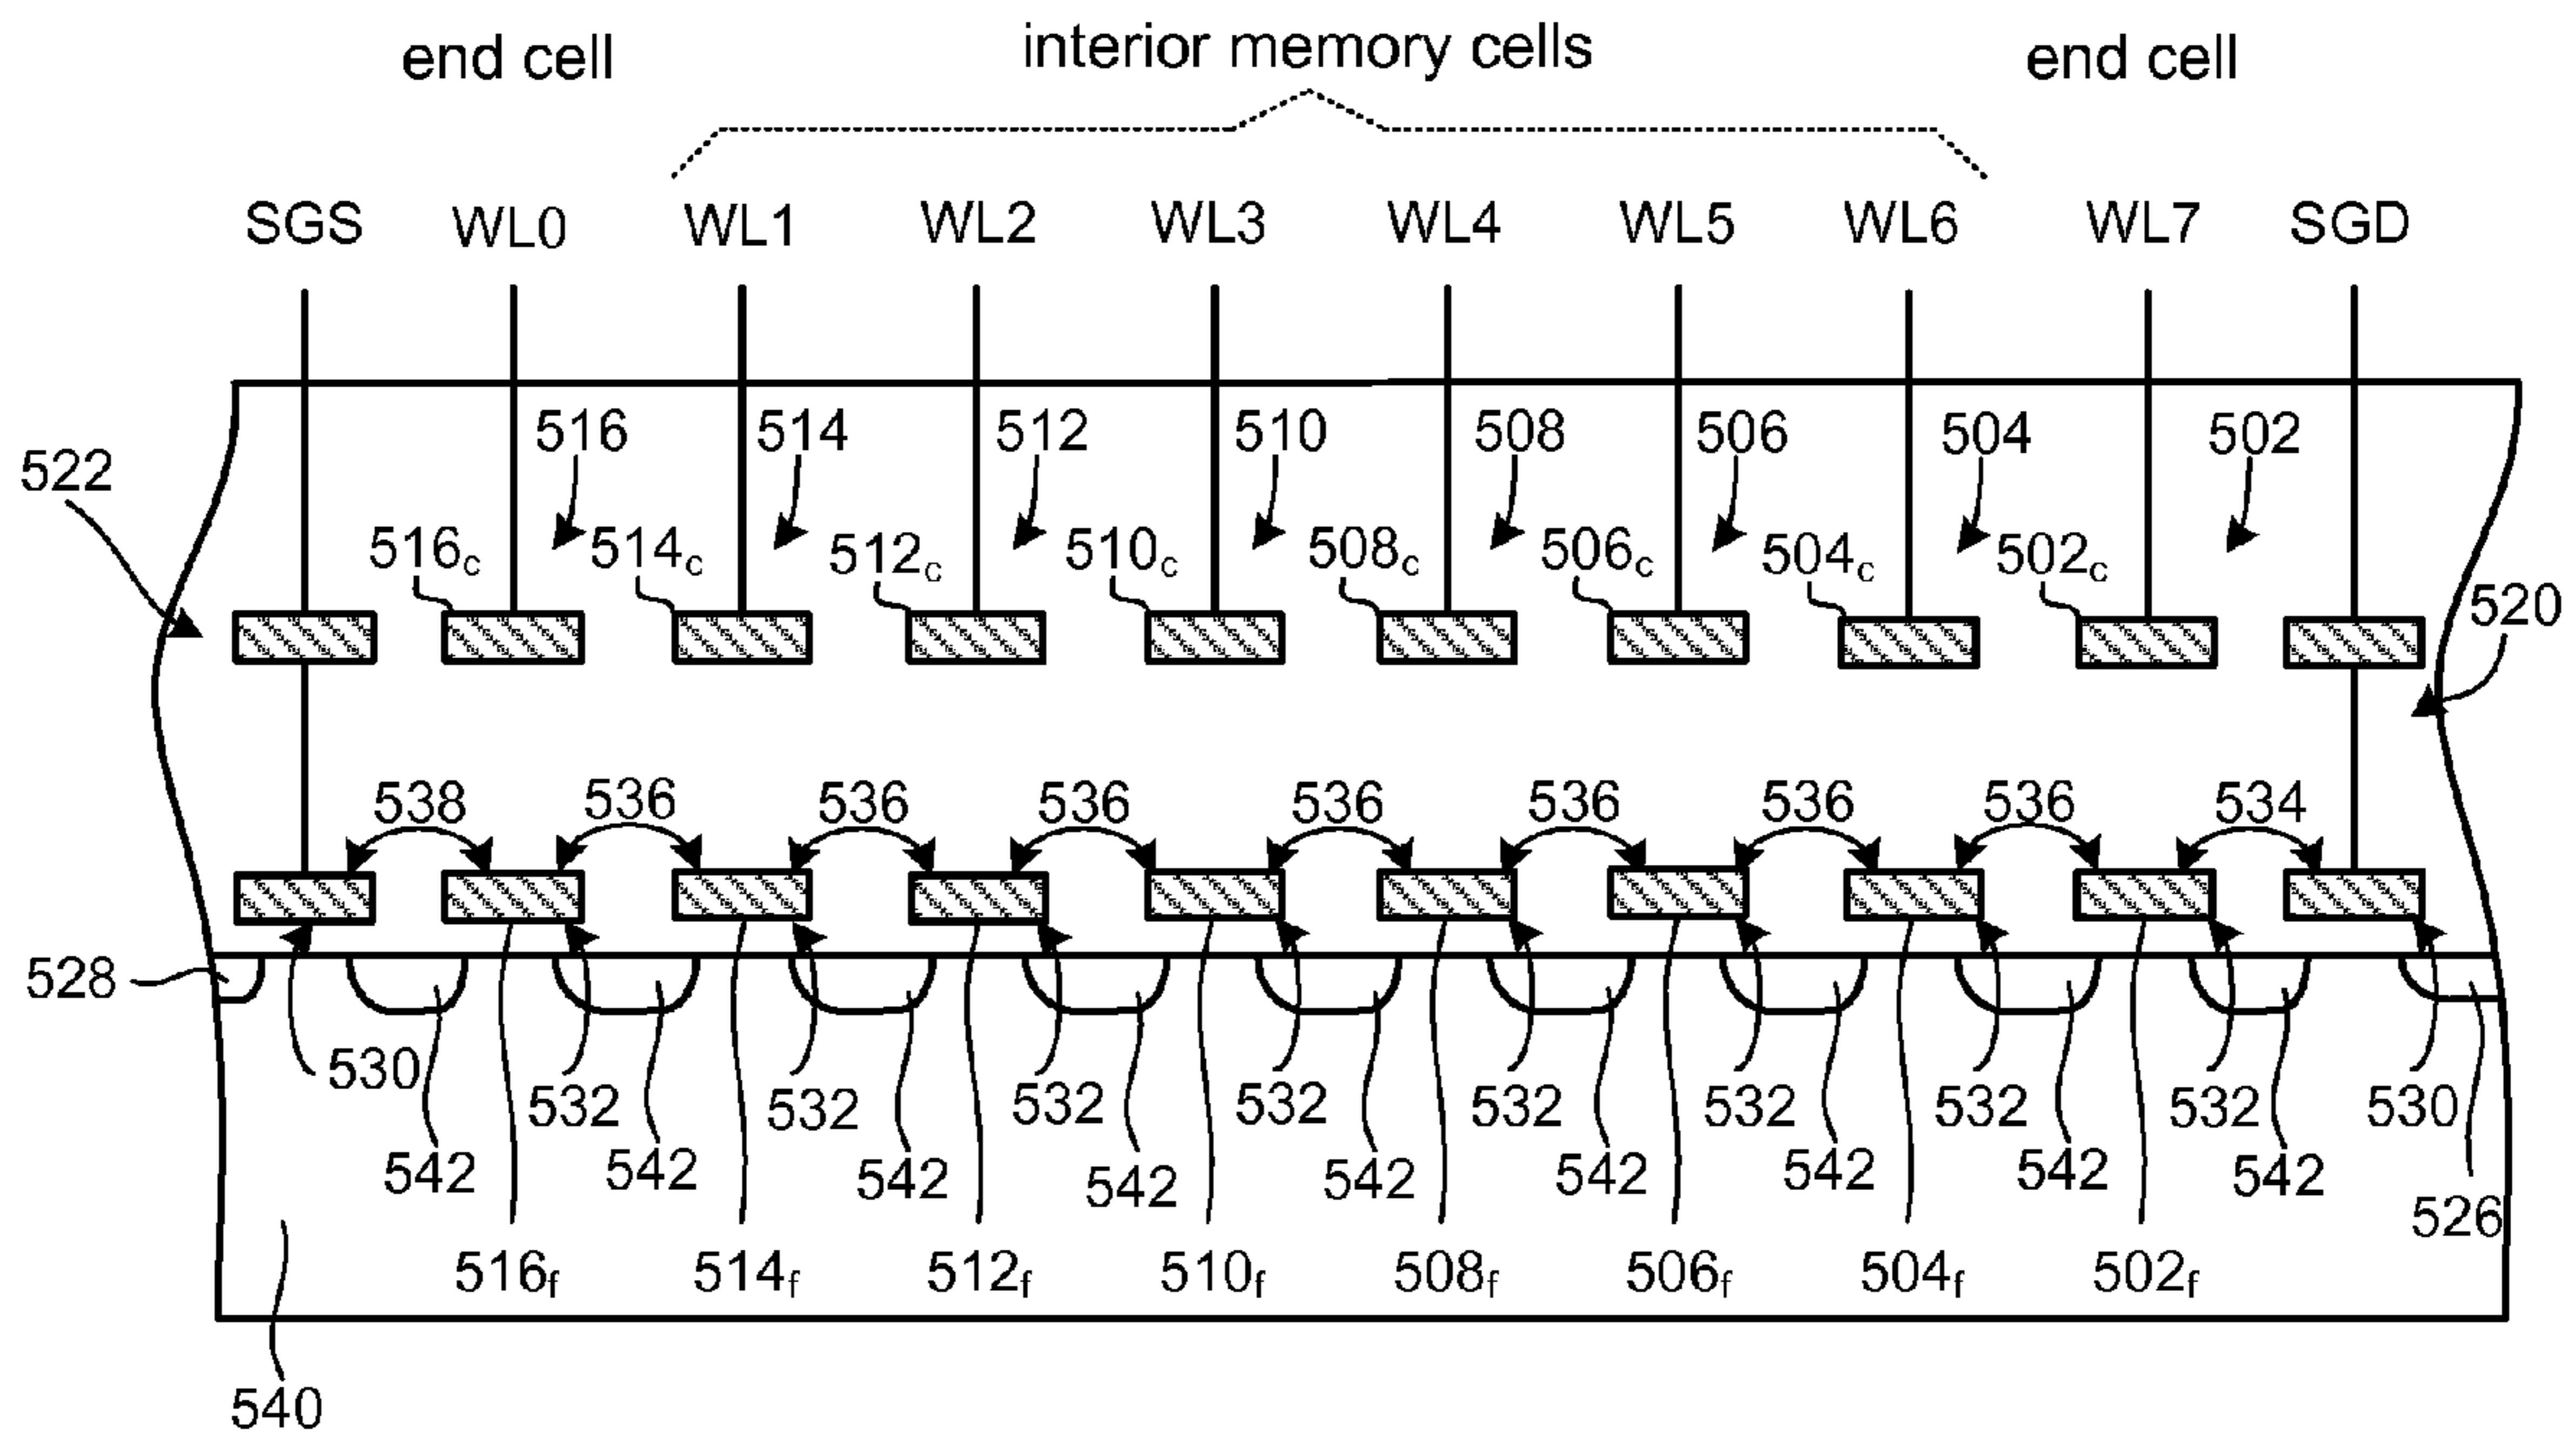 end cell interior memory cells end cell
SGS WL0 WL1 WL2 WL3 WL4 WL5 WL6 WL7 SGD
516 514 512 510 508 506 504 502
522
516c 514c 512c 510c 508c 506c 504c 502c
520
538 536 536 536 536 536 536 536 534
528
530 532 532 532 532 532 532 532 532 530
542 542 542 542 542 542 542 542 542
526
516f 514f 512f 510f 508f 506f 504f 502f
540